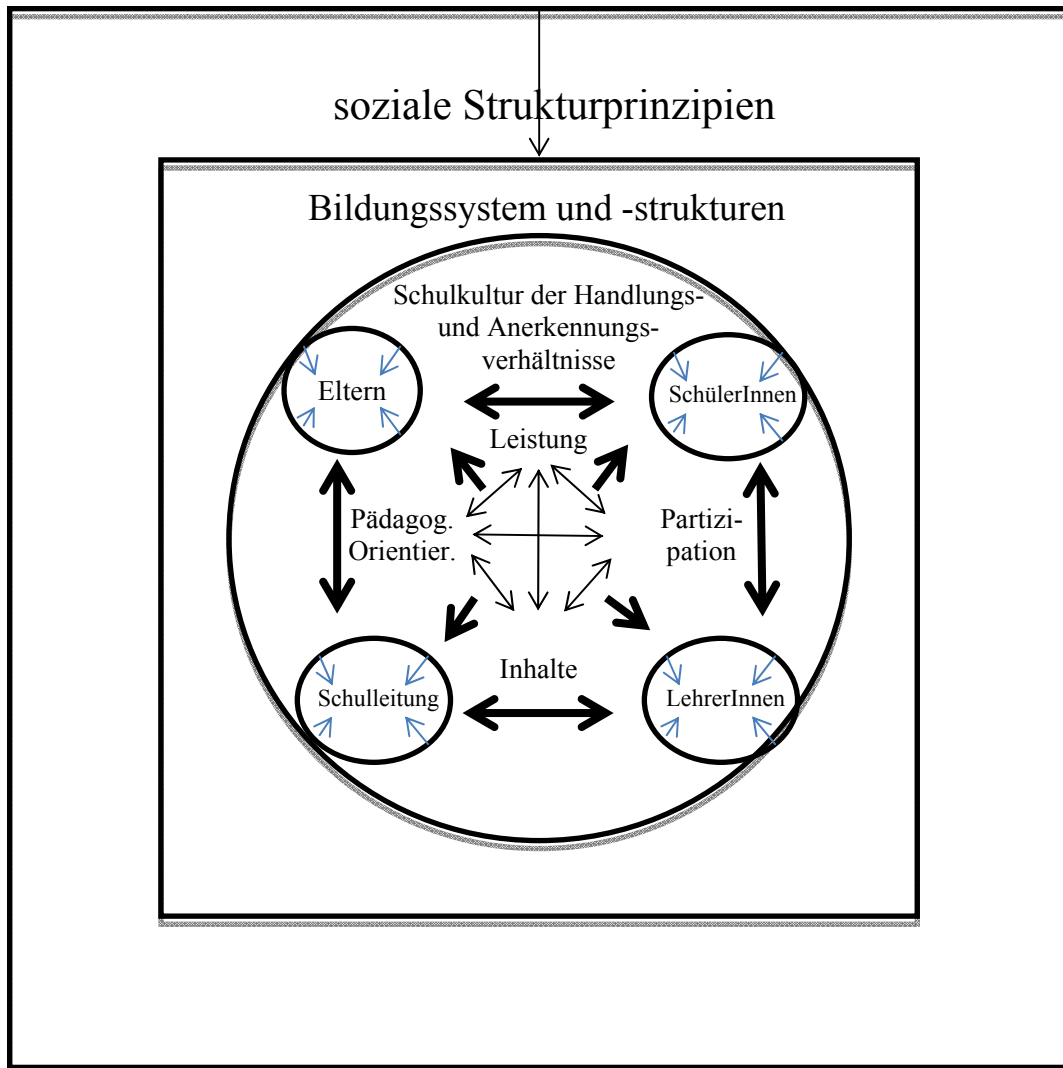 soziale Strukturprinzipien
Bildungssystem und -strukturen
Schulkultur der Handlungs-
und Anerkennungs-
verhältnisse
Eltern
SchülerInnen
Leistung
Pädagog.
Orientier.
Partizi-
pation
Inhalte
Schulleitung
LehrerInnen